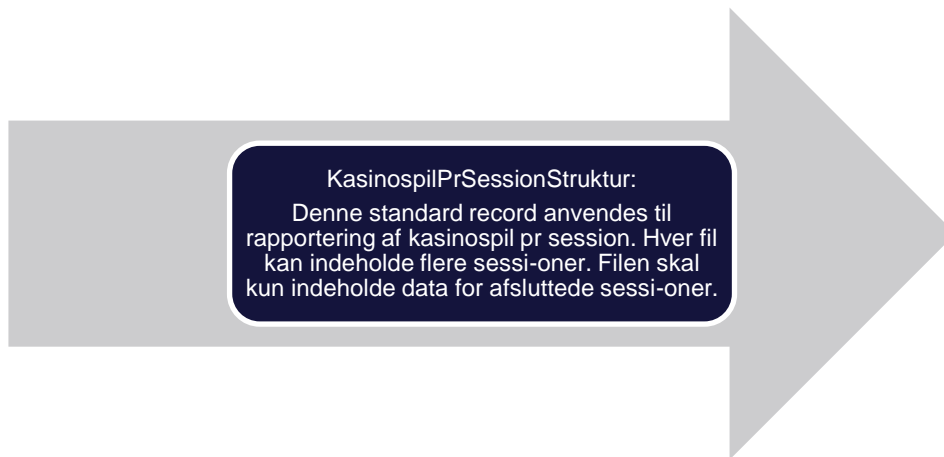 KasinospilPrSessionStruktur:
Denne standard record anvendes til
rapportering af kasinospil pr session. Hver fil
kan indeholde flere sessi-oner. Filen skal
kun indeholde data for afsluttede sessi-oner.